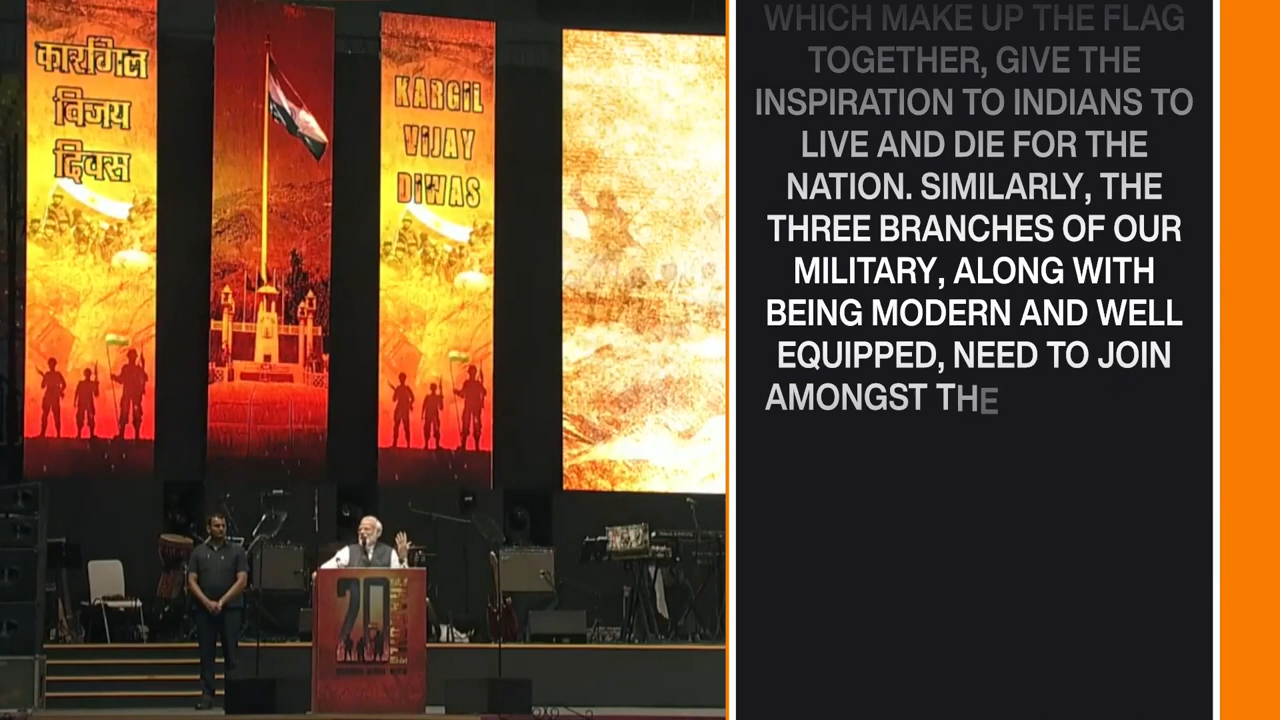 कारगिल
विजय
दिवस
KARGIL
VIJAY
DIWAS
20
WHICH MAKE UP THE FLAG
TOGETHER, GIVE THE
INSPIRATION TO INDIANS TO
LIVE AND DIE FOR THE
NATION. SIMILARLY, THE
THREE BRANCHES OF OUR
MILITARY, ALONG WITH
BEING MODERN AND WELL
EQUIPPED, NEED TO JOIN
AMONGST THE